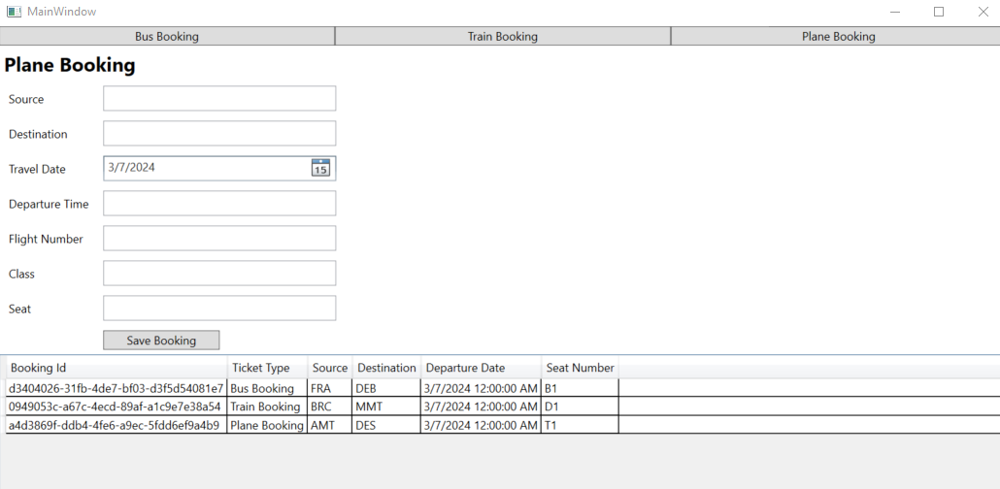 MainWindow
Bus Booking Train Booking Plane Booking
Plane Booking
Source
Destination
Travel Date 3/7/2024 15
Departure Time
Flight Number
Class
Seat
Save Booking
Booking Id Ticket Type Source Destination Departure Date Seat Number
d3404026-31fb-4de7-bf03-d3f5d54081e7 Bus Booking FRA DEB 3/7/2024 12:00:00 AM B1
0949053c-a67c-4ecd-89af-a1c9e7e38a54 Train Booking BRC MMT 3/7/2024 12:00:00 AM D1
a4d3869f-ddb4-4fe6-a9ec-5fdd6ef9a4b9 Plane Booking AMT DES 3/7/2024 12:00:00 AM T1